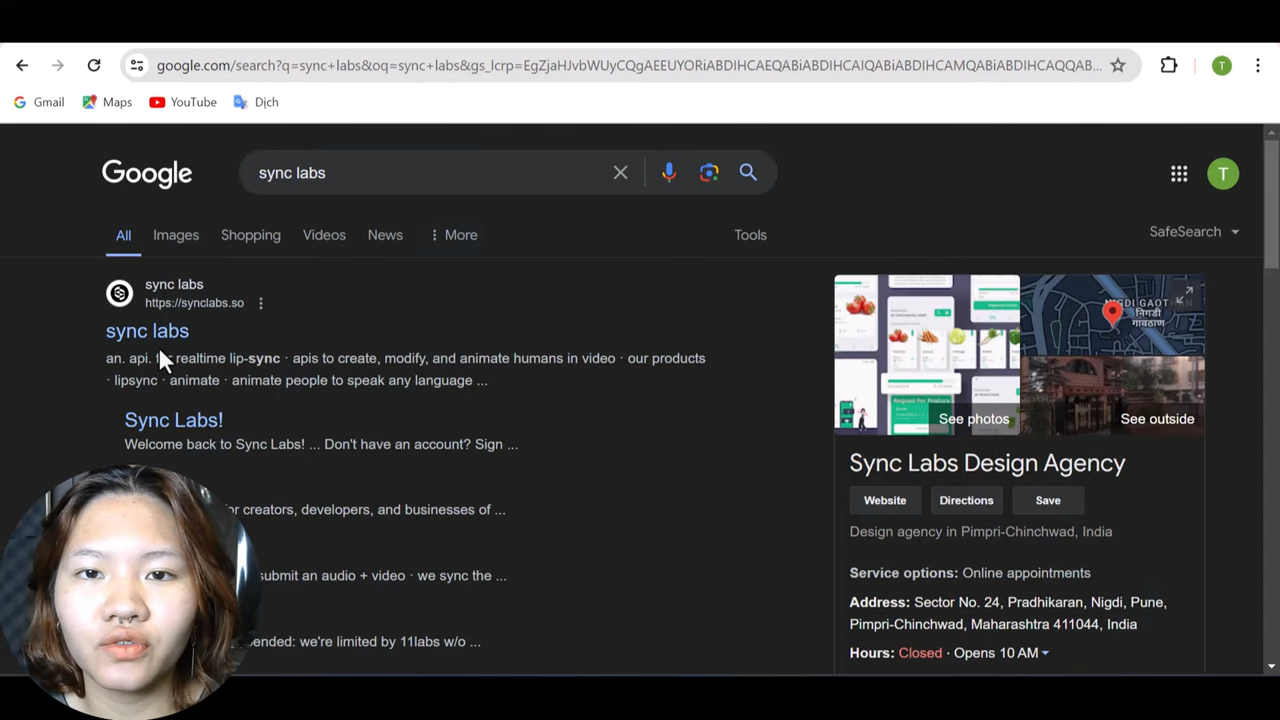 google.com/search?q=sync+labs&oq=sync+labs&gs_lcrp=EgZjaHJvbWUyCQgAEEUYORiABDIHCAEQABiABDIHCAIQABiABDIHCAMQABiABDIHCAQQAB...
Gmail
Maps
YouTube
Dịch
T
Google
sync labs
T
All
Images
Shopping
Videos
News
More
Tools
SafeSearch
sync labs
https://synclabs.so
sync labs
an. api. realtime lip-sync · apis to create, modify, and animate humans in video · our products
· lipsync · animate · animate people to speak any language ...
Sync Labs!
Welcome back to Sync Labs! ... Don't have an account? Sign ...
creators, developers, and businesses of ...
submit an audio + video · we sync the ...
we're limited by 11labs w/o ...
NIGDI GAOTHAN
निगडी
गावठाण
See photos
See outside
Sync Labs Design Agency
Website
Directions
Save
Design agency in Pimpri-Chinchwad, India
Service options: Online appointments
Address: Sector No. 24, Pradhikaran, Nigdi, Pune,
Pimpri-Chinchwad, Maharashtra 411044, India
Hours: Closed · Opens 10 AM